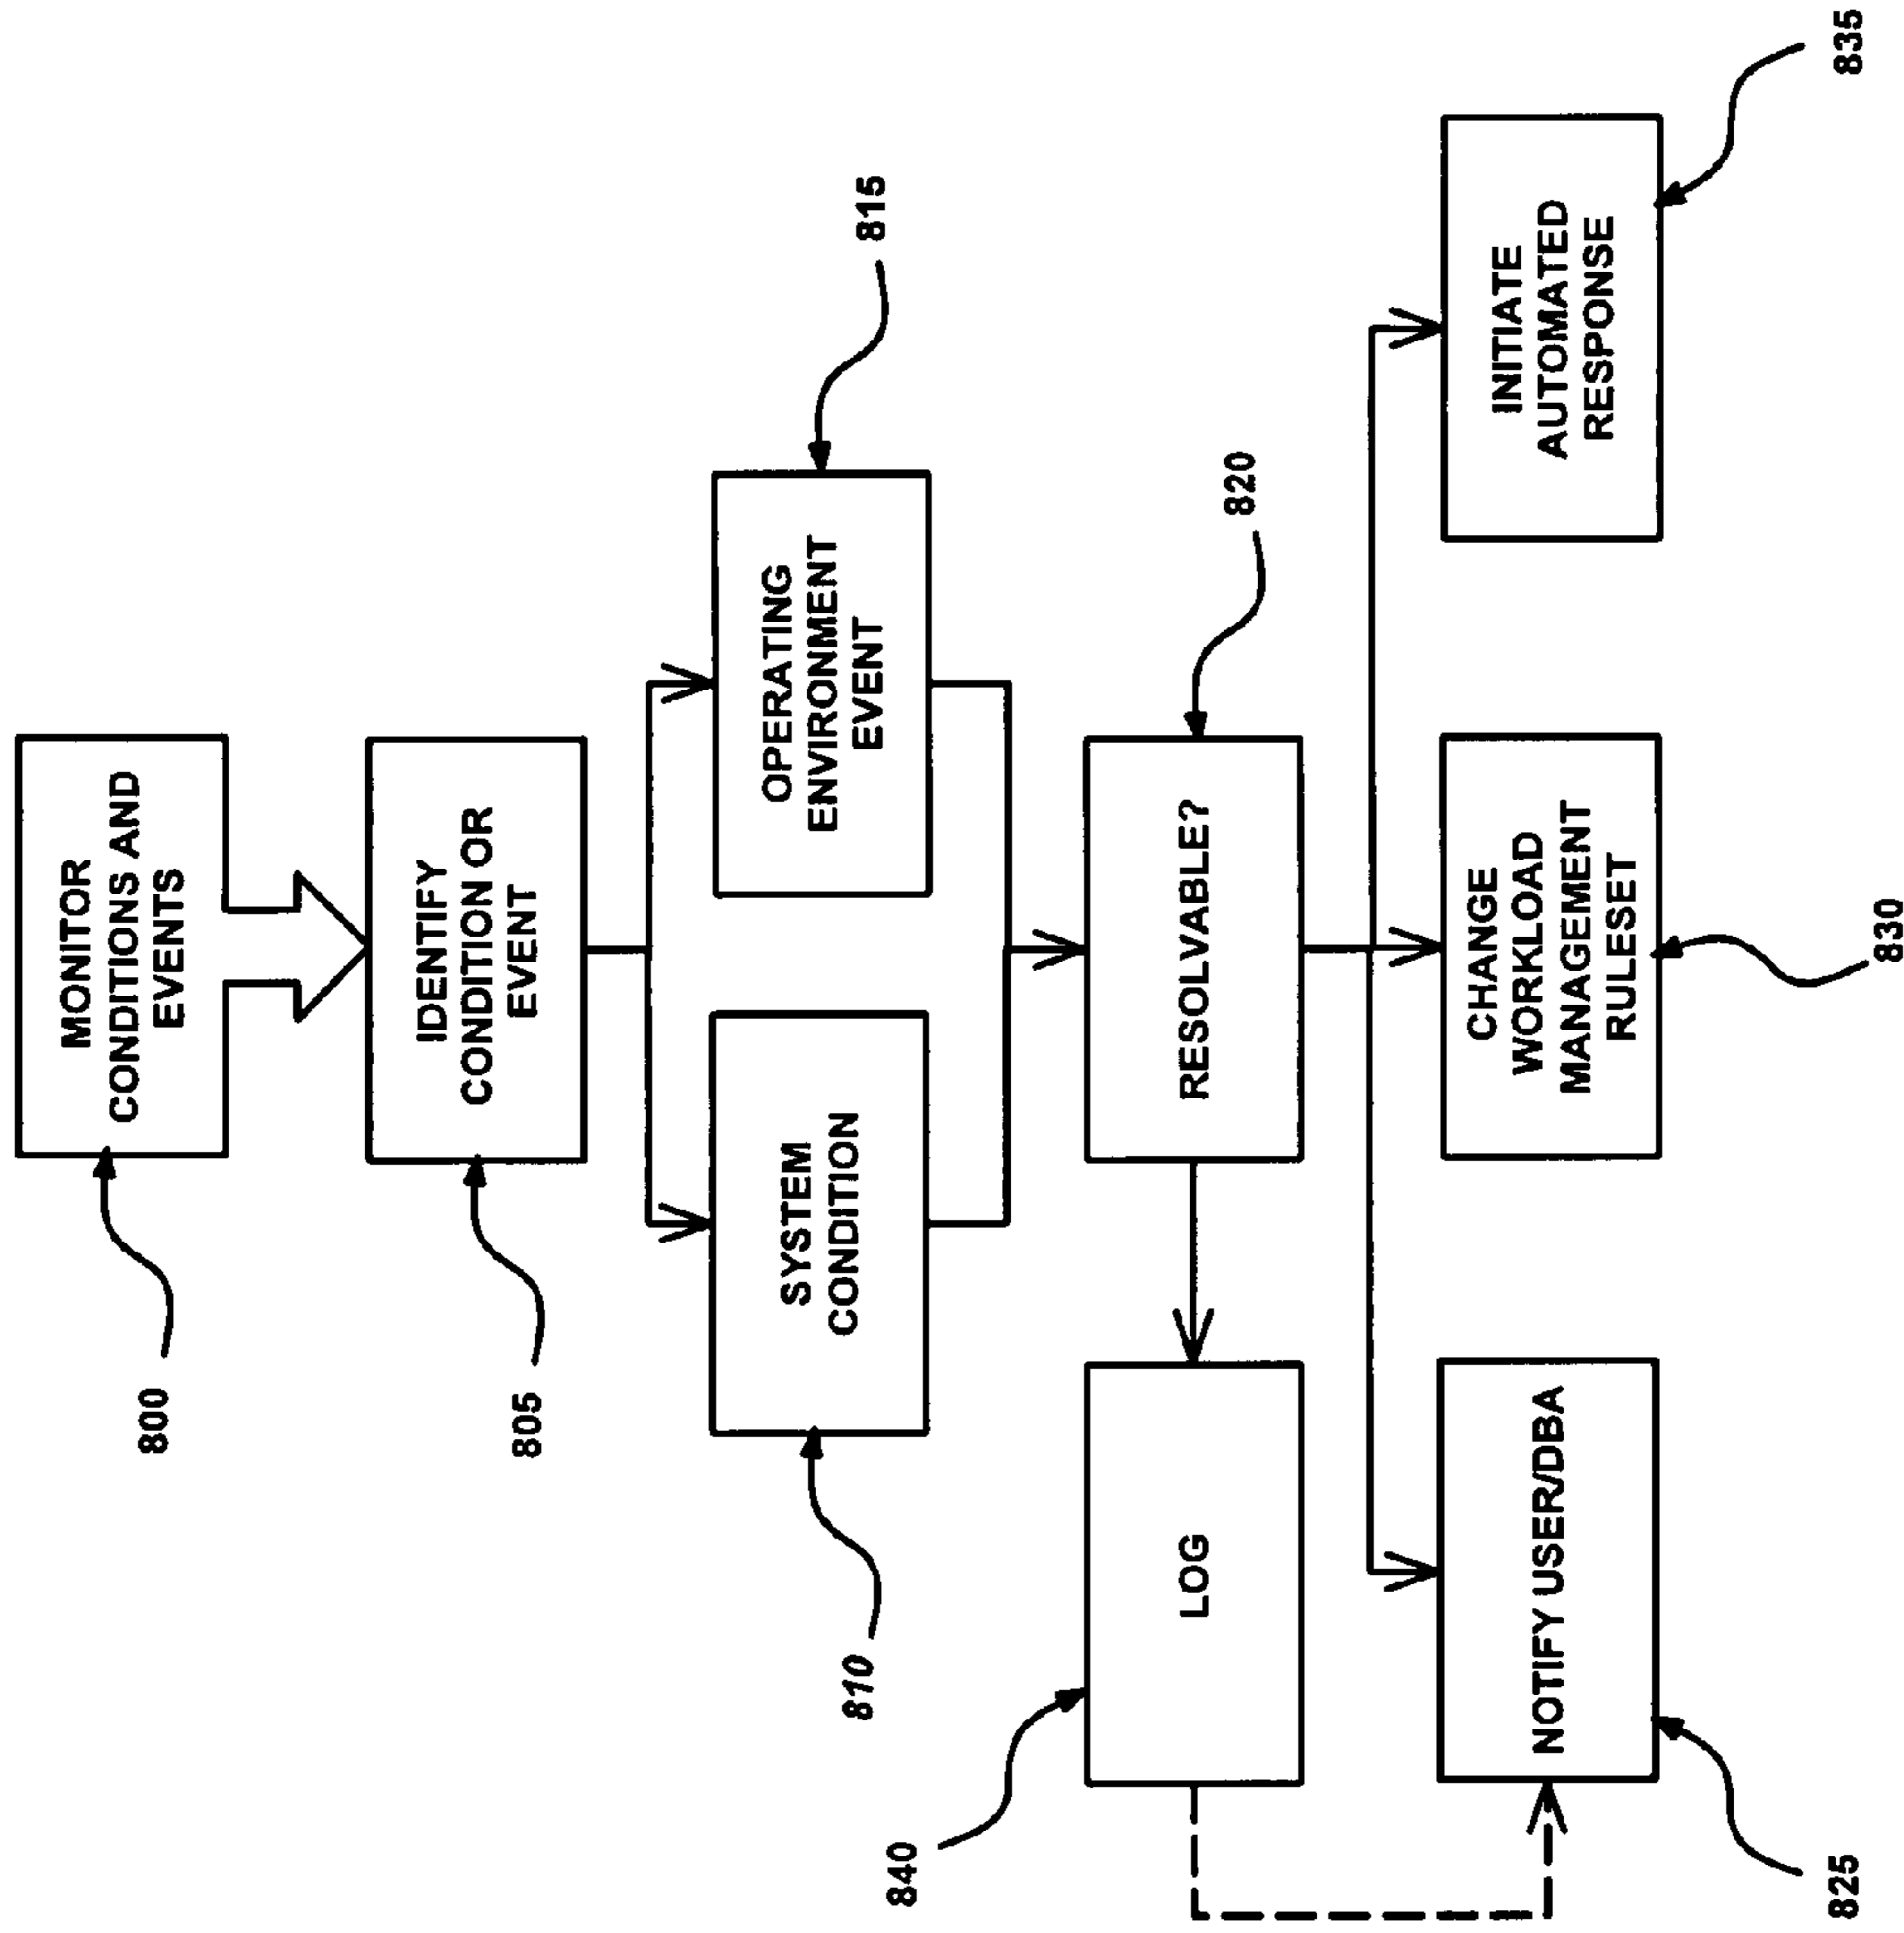 800
MONITOR
CONDITIONS AND
EVENTS
805
IDENTIFY
CONDITION OR
EVENT
810
SYSTEM
CONDITION
OPERATING
ENVIRONMENT
EVENT
815
840
LOG
RESOLVABLE?
820
825
NOTIFY USER/DBA
CHANGE
WORKLOAD
MANAGEMENT
RULESET
830
INITIATE
AUTOMATED
RESPONSE
835